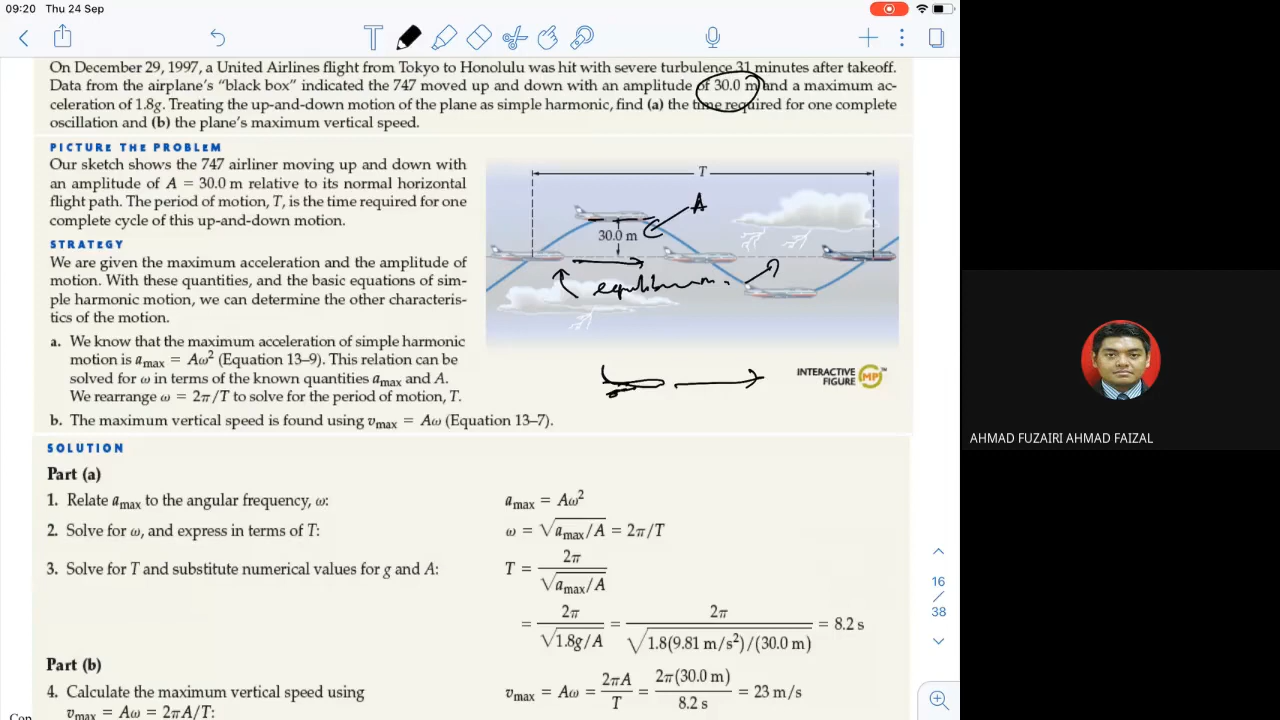 09:20 Thu 24 Sep
On December 29, 1997, a United Airlines flight from Tokyo to Honolulu was hit with severe turbulence 31 minutes after takeoff.
Data from the airplane's "black box" indicated the 747 moved up and down with an amplitude of 30.0 m and a maximum ac-
celeration of 1.8g. Treating the up-and-down motion of the plane as simple harmonic, find (a) the time required for one complete
oscillation and (b) the plane's maximum vertical speed.
PICTURE THE PROBLEM
Our sketch shows the 747 airliner moving up and down with
an amplitude of A = 30.0 m relative to its normal horizontal
flight path. The period of motion, T, is the time required for one
complete cycle of this up-and-down motion.
STRATEGY
We are given the maximum acceleration and the amplitude of
motion. With these quantities, and the basic equations of sim-
ple harmonic motion, we can determine the other characteris-
tics of the motion.
a. We know that the maximum acceleration of simple harmonic
motion is amax = Aω² (Equation 13–9). This relation can be
solved for ω in terms of the known quantities amax and A.
We rearrange ω = 2π/T to solve for the period of motion, T.
b. The maximum vertical speed is found using vmax = Aω (Equation 13–7).
T
A
30.0 m
equilibrium.
INTERACTIVE
FIGURE MP™
SOLUTION
Part (a)
1. Relate amax to the angular frequency, ω: amax = Aω²
2. Solve for ω, and express in terms of T: ω = √amax/A = 2π/T
3. Solve for T and substitute numerical values for g and A: T = 2π / √amax/A
= 2π / √1.8g/A = 2π / √1.8(9.81 m/s²)/(30.0 m) = 8.2 s
Part (b)
4. Calculate the maximum vertical speed using vmax = Aω = 2πA / T = 2π(30.0 m) / 8.2 s = 23 m/s
vmax = Aω = 2πA/T:
16
/
38
AHMAD FUZAIRI AHMAD FAIZAL